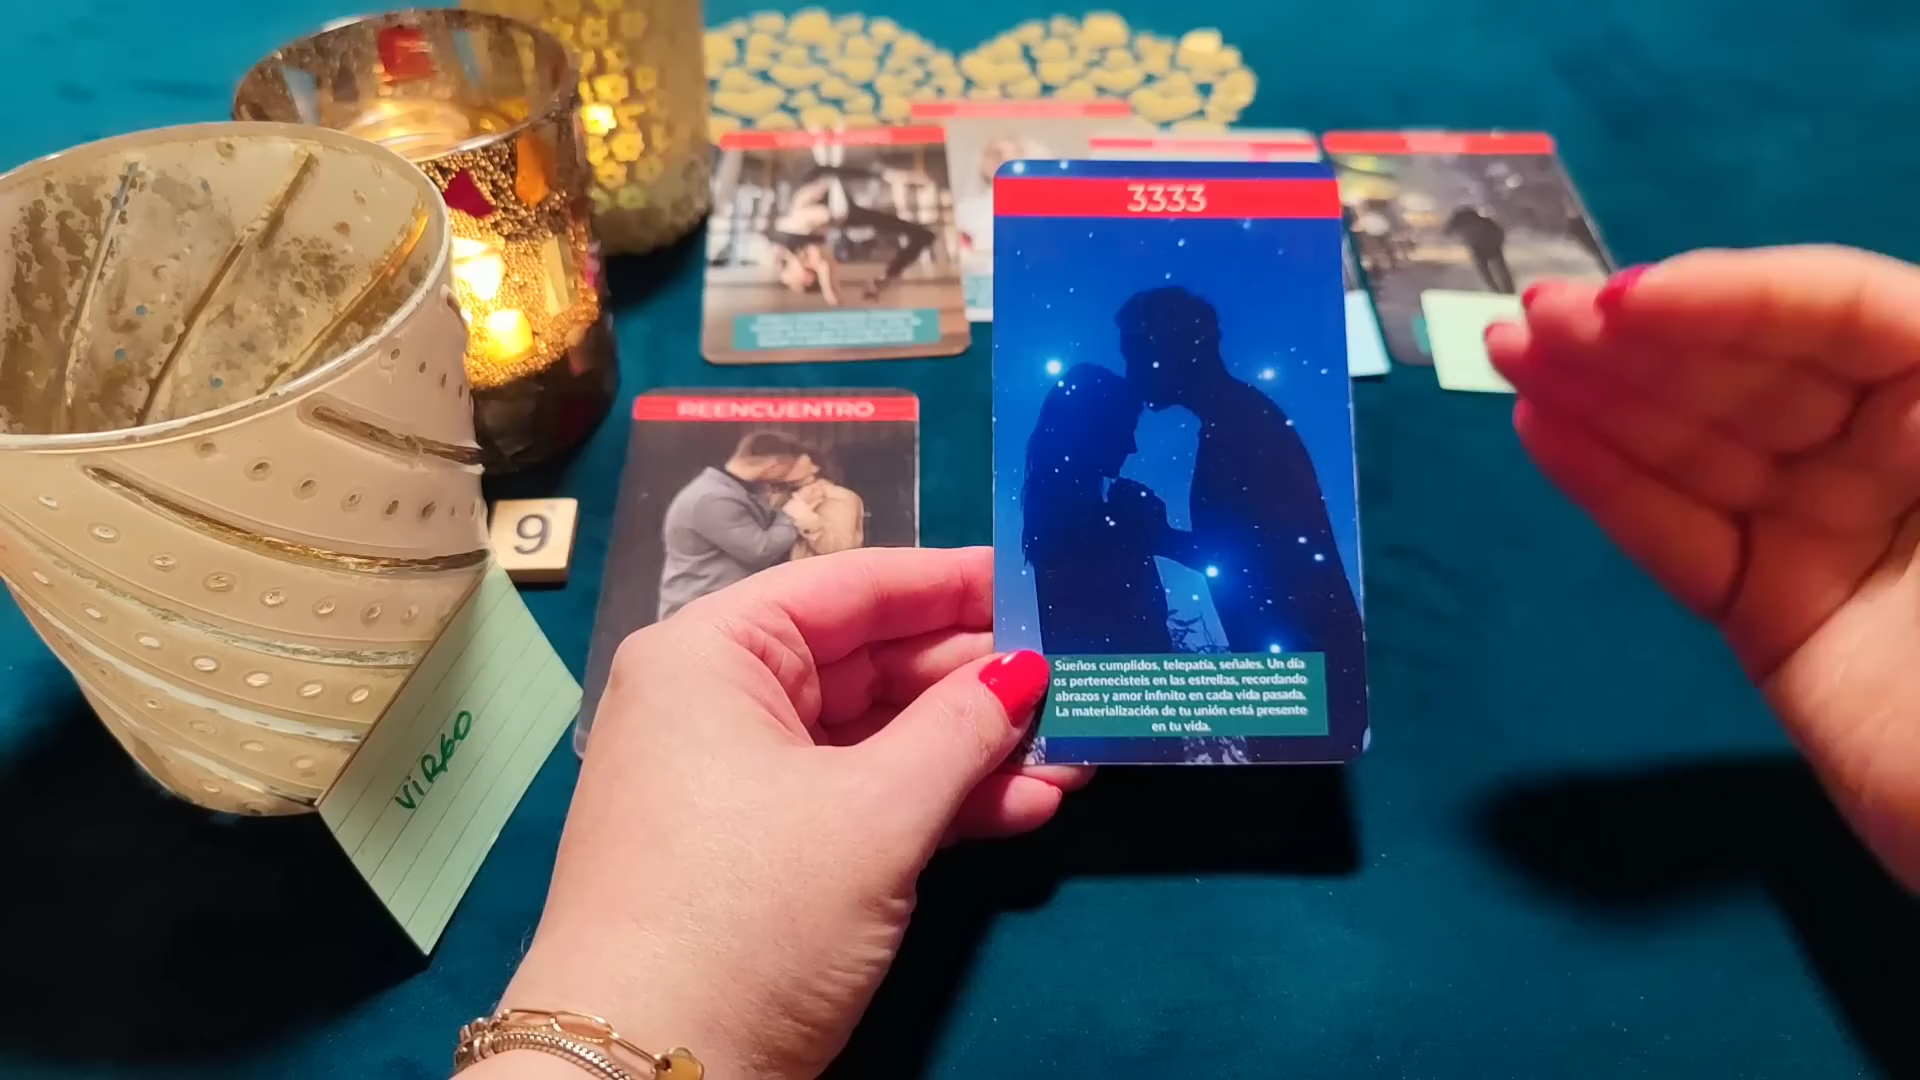 3333
REENCUENTRO
9
Sueños cumplidos, telepatía, señales. Un día
os pertenecisteis en las estrellas, recordando
abrazos y amor infinito en cada vida pasada.
La materialización de tu unión está presente
en tu vida.
VIRGO